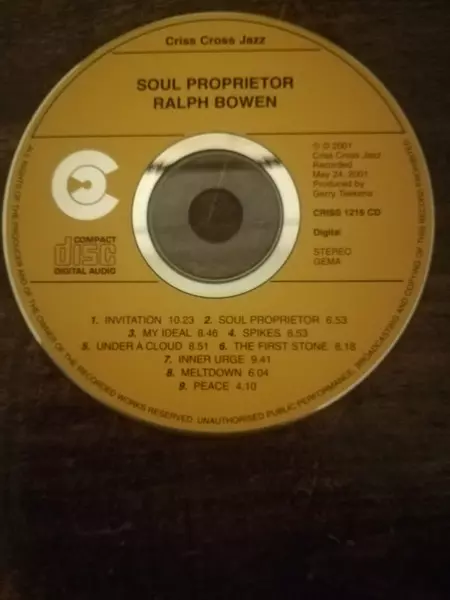 Criss Cross Jazz
SOUL PROPRIETOR
RALPH BOWEN
℗ © 2001
Criss Cross Jazz
Recorded
May 24, 2001
Produced by
Gerry Teekens
CRISS 1216 CD
Digital
STEREO
GEMA
COMPACT
disc
DIGITAL AUDIO
1. INVITATION 10.23 2. SOUL PROPRIETOR 6.53
3. MY IDEAL 8.46 4. SPIKES 8.53
5. UNDER A CLOUD 8.51 6. THE FIRST STONE 8.18
7. INNER URGE 9.41
8. MELTDOWN 6.04
9. PEACE 4.10
ALL RIGHTS OF THE PRODUCER AND OF THE OWNER OF THE RECORDED WORKS RESERVED. UNAUTHORISED PUBLIC PERFORMANCE, BROADCASTING AND COPYING OF THIS RECORD PROHIBITED